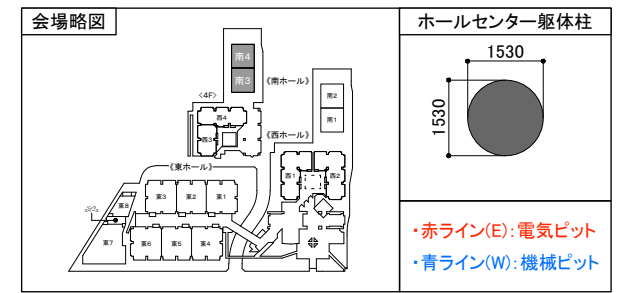 会場略図
ホールセンター躯体柱
1530
1530
南4
南3
《南ホール》
南2
南1
<4F>
西4
西3
《西ホール》
西1
西2
《東ホール》
東3
東2
東1
東8
東7
東6
東5
東4
・赤ライン(E):電気ピット
・青ライン(W):機械ピット